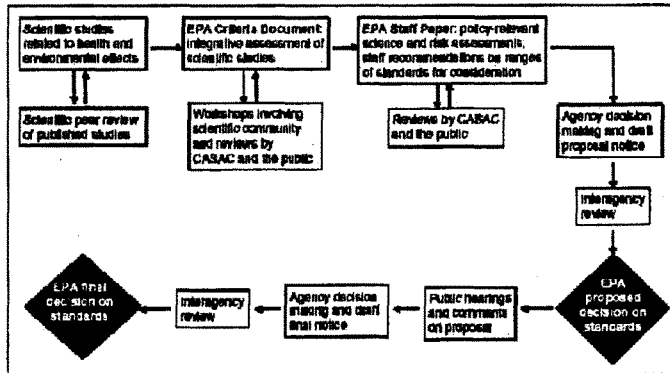 Scientific studies
related to health and
environmental effects
EPA Criteria Document:
integrative assessment of
scientific studies
EPA Staff Paper: policy-relevant
science and risk assessments,
staff recommendations on ranges
of standards for consideration
Scientific peer review
of published studies
Workshops involving
scientific community
and reviews by
CASAC and the public
Reviews by CASAC
and the public
Agency decision
making and draft
proposal notice
Interagency
review
EPA
proposed
decision on
standards
Public hearings
and comments
on proposal
Agency decision
making and draft
final notice
Interagency
review
EPA final
decision on
standards